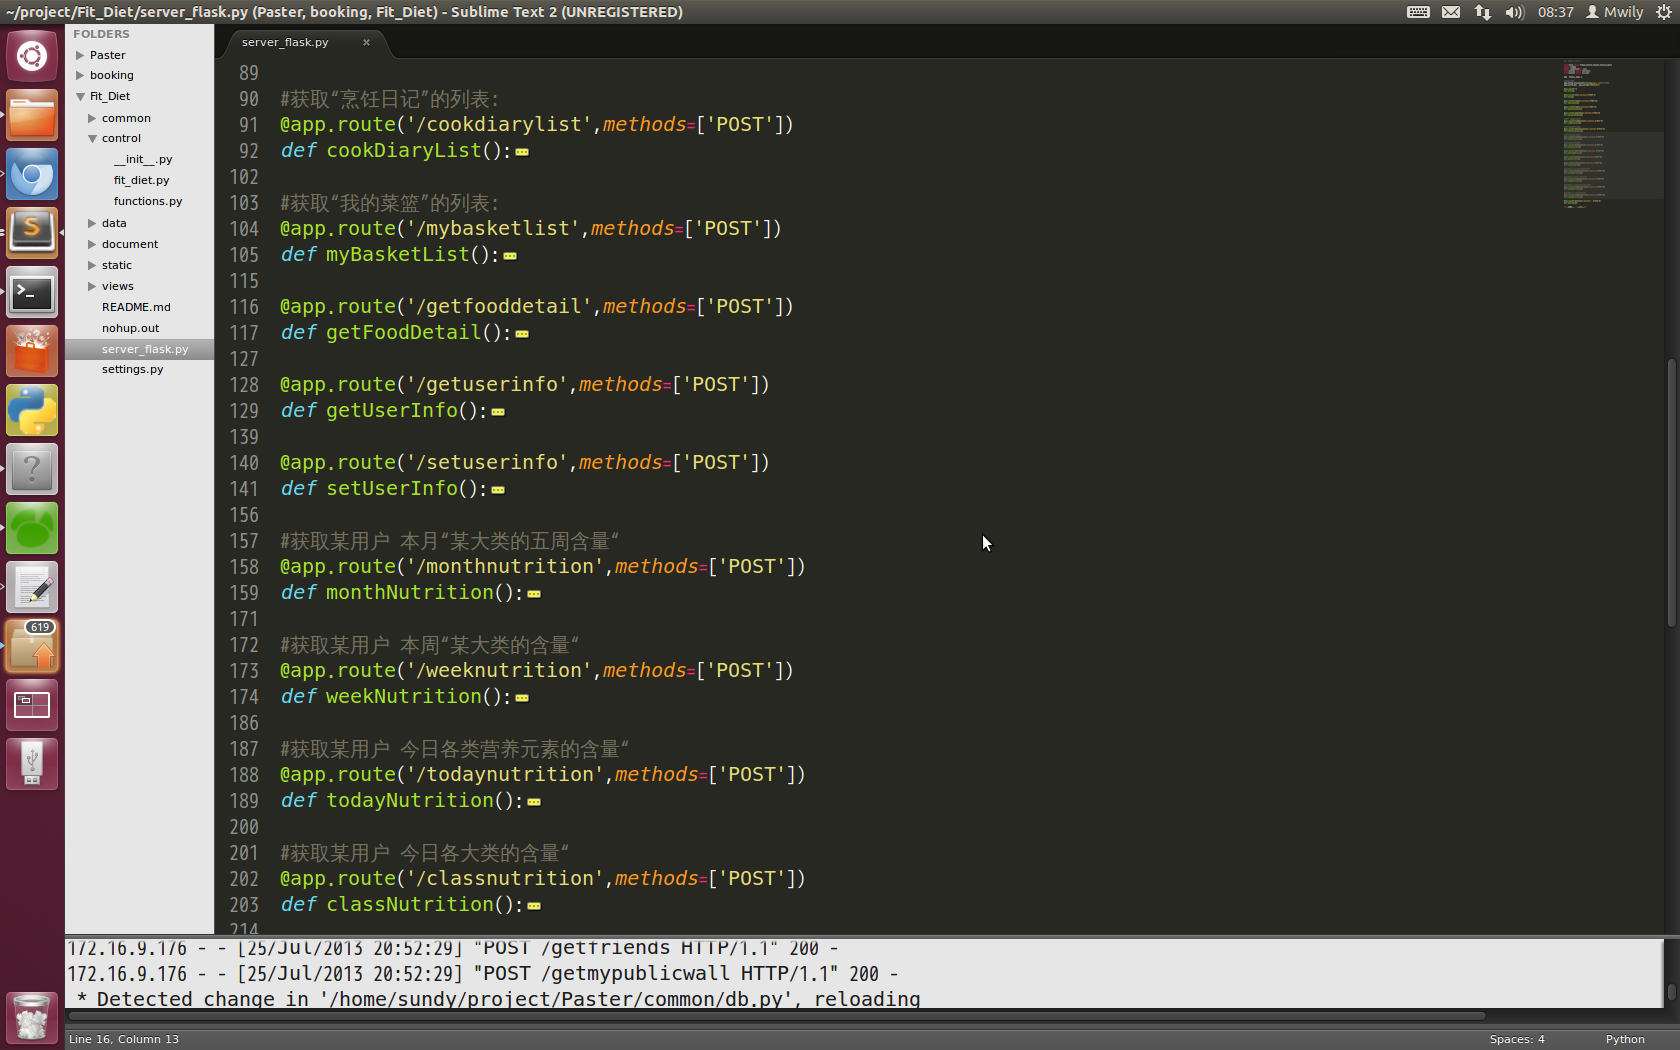 ~/project/Fit_Diet/server_flask.py (Paster, booking, Fit_Diet) - Sublime Text 2 (UNREGISTERED)
08:37 Mwily
FOLDERS
Paster
booking
Fit_Diet
common
control
__init__.py
fit_diet.py
functions.py
data
document
static
views
README.md
nohup.out
server_flask.py
settings.py
619
server_flask.py ×
89
90 #获取“烹饪日记”的列表:
91 @app.route('/cookdiarylist',methods=['POST'])
92 def cookDiaryList():
102
103 #获取“我的菜篮”的列表:
104 @app.route('/mybasketlist',methods=['POST'])
105 def myBasketList():
115
116 @app.route('/getfooddetail',methods=['POST'])
117 def getFoodDetail():
127
128 @app.route('/getuserinfo',methods=['POST'])
129 def getUserInfo():
139
140 @app.route('/setuserinfo',methods=['POST'])
141 def setUserInfo():
156
157 #获取某用户 本月“某大类的五周含量“
158 @app.route('/monthnutrition',methods=['POST'])
159 def monthNutrition():
171
172 #获取某用户 本周“某大类的含量“
173 @app.route('/weeknutrition',methods=['POST'])
174 def weekNutrition():
186
187 #获取某用户 今日各类营养元素的含量“
188 @app.route('/todaynutrition',methods=['POST'])
189 def todayNutrition():
200
201 #获取某用户 今日各大类的含量“
202 @app.route('/classnutrition',methods=['POST'])
203 def classNutrition():
214
172.16.9.176 - - [25/Jul/2013 20:52:29] "POST /getfriends HTTP/1.1" 200 -
172.16.9.176 - - [25/Jul/2013 20:52:29] "POST /getmypublicwall HTTP/1.1" 200 -
* Detected change in '/home/sundy/project/Paster/common/db.py', reloading
Line 16, Column 13
Spaces: 4
Python